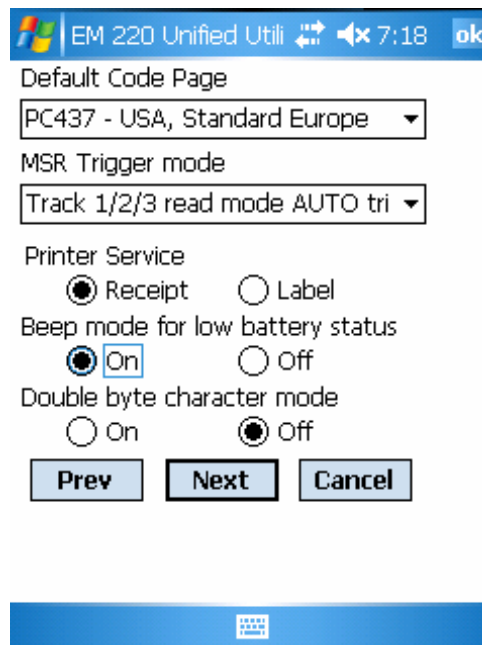 EM 220 Unified Utili 7:18 ok
Default Code Page
PC437 - USA, Standard Europe
MSR Trigger mode
Track 1/2/3 read mode AUTO tri
Printer Service
Receipt Label
Beep mode for low battery status
On Off
Double byte character mode
On Off
Prev Next Cancel